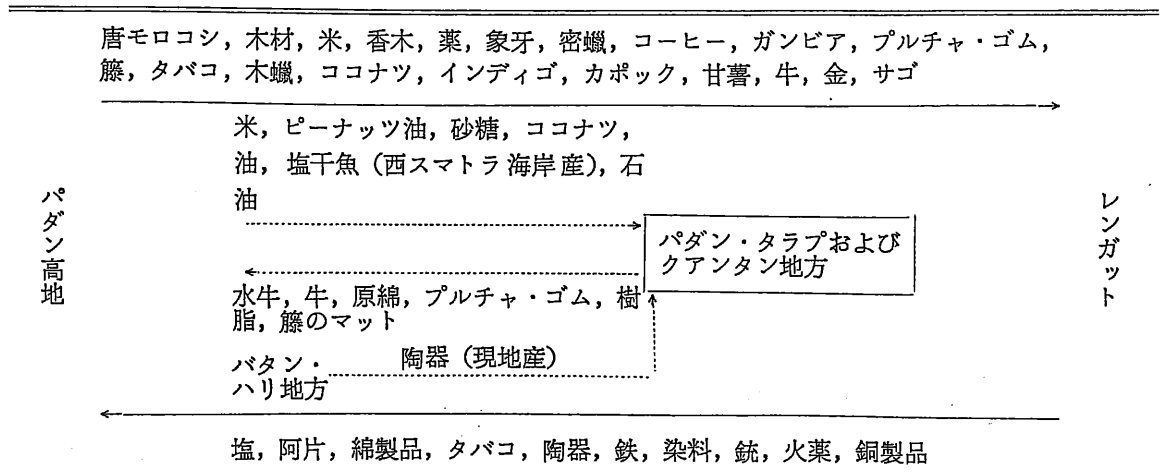 唐モロコシ，木材，米，香木，薬，象牙，密蠟，コーヒー，ガンビア，プルチャ・ゴム，
籐，タバコ，木蠟，ココナツ，インディゴ，カポック，甘薯，牛，金，サゴ
米，ピーナッツ油，砂糖，ココナツ，
油，塩干魚（西スマトラ海岸産），石
油
パダン高地
パダン・タラプおよび
クアンタン地方
レンガット
水牛，牛，原綿，プルチャ・ゴム，樹
脂，籐のマット
バタン・
ハリ地方
陶器（現地産）
塩，阿片，綿製品，タバコ，陶器，鉄，染料，銃，火薬，銅製品